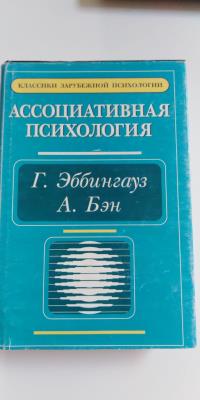 КЛАССИКИ ЗАРУБЕЖНОЙ ПСИХОЛОГИИ
АССОЦИАТИВНАЯ
ПСИХОЛОГИЯ
Г. Эббингауз
А. Бэн